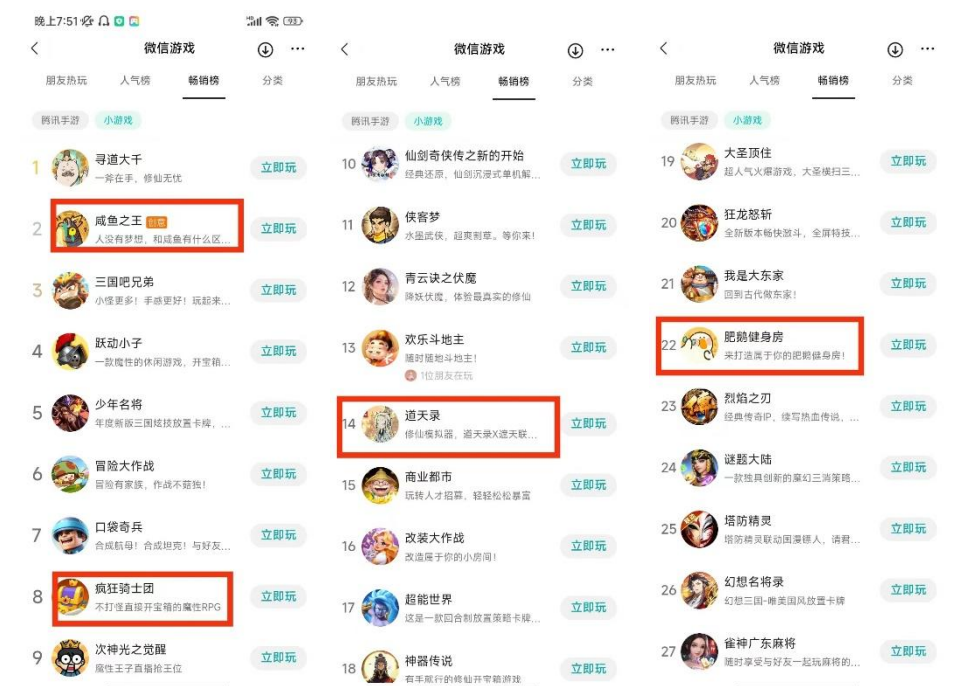 晚上7:51
93
微信游戏
朋友热玩 人气榜 畅销榜 分类
腾讯手游 小游戏
1 寻道大千 立即玩
一斧在手，修仙无忧
2 咸鱼之王 创意 立即玩
人没有梦想，和咸鱼有什么区...
3 三国吧兄弟 立即玩
小怪更多！手感更好！玩起来...
4 跃动小子 立即玩
一款魔性的休闲游戏，开宝箱...
5 少年名将 立即玩
年度新版三国炫技放置卡牌，...
6 冒险大作战 立即玩
冒险有家族，作战不菇独！
7 口袋奇兵 立即玩
合成航母！合成坦克！与好友...
8 疯狂骑士团 立即玩
不打怪直接开宝箱的魔性RPG
9 次神光之觉醒 立即玩
魔性王子直播抢王位
微信游戏
朋友热玩 人气榜 畅销榜 分类
腾讯手游 小游戏
10 仙剑奇侠传之新的开始 立即玩
经典还原，仙剑沉浸式单机解...
11 侠客梦 立即玩
水墨武侠，超爽割草。等你来！
12 青云诀之伏魔 立即玩
降妖伏魔，体验最真实的修仙
13 欢乐斗地主 立即玩
随时随地斗地主！
1位朋友在玩
14 道天录 立即玩
修仙模拟器，道天录X遮天联...
15 商业都市 立即玩
玩转人才招募，轻轻松松暴富
16 改装大作战 立即玩
改造属于你的小房间！
17 超能世界 立即玩
这是一款回合制放置策略卡牌...
18 神器传说 立即玩
有手就行的修仙开宝箱游戏
微信游戏
朋友热玩 人气榜 畅销榜 分类
腾讯手游 小游戏
19 大圣顶住 立即玩
超人气火爆游戏，大圣横扫三...
20 狂龙怒斩 立即玩
全新版本畅快激斗，全屏特技...
21 我是大东家 立即玩
回到古代做东家！
22 肥鹅健身房 立即玩
来打造属于你的肥鹅健身房！
23 烈焰之刃 立即玩
经典传奇IP，续写热血传说，...
24 谜题大陆 立即玩
一款独具创新的魔幻三消策略...
25 塔防精灵 立即玩
塔防精灵联动国漫镖人，请君...
26 幻想名将录 立即玩
幻想三国-唯美国风放置卡牌
27 雀神广东麻将 立即玩
随时享受与好友一起玩麻将的...